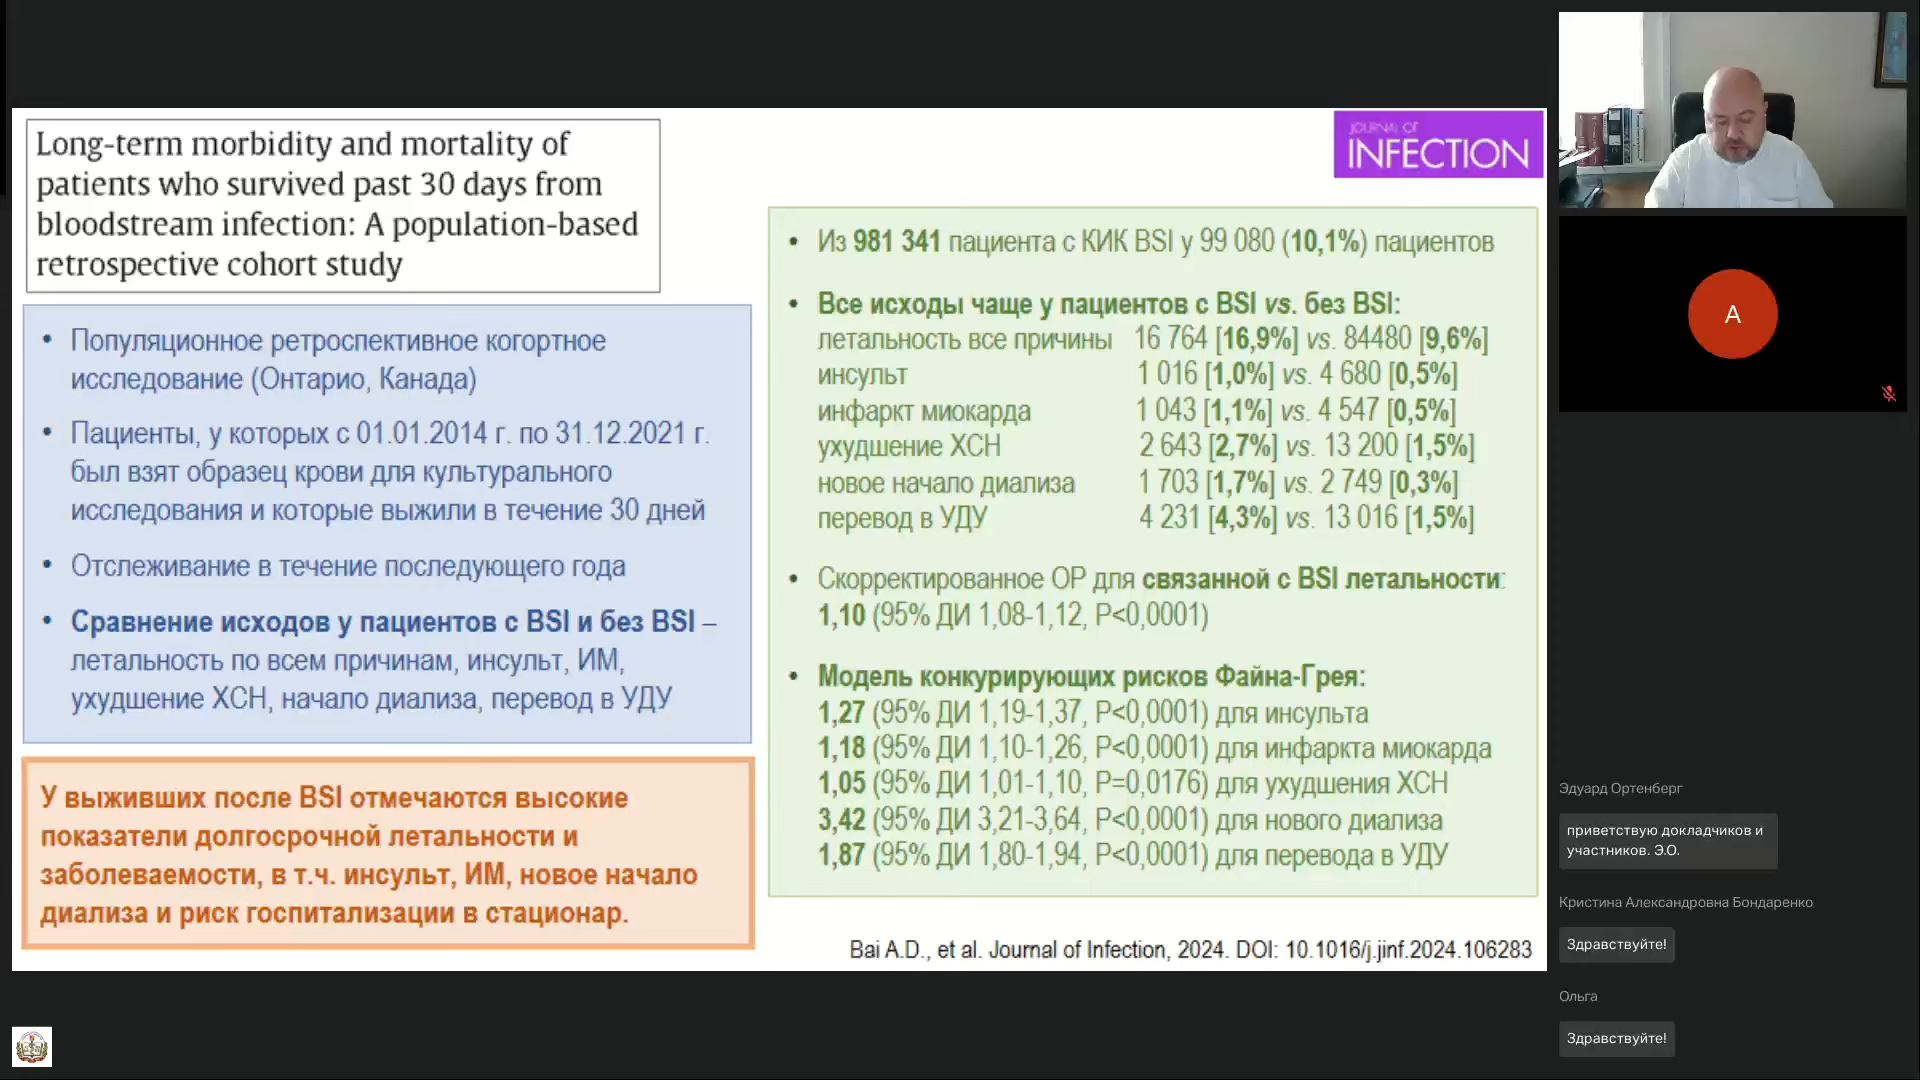 Long-term morbidity and mortality of
patients who survived past 30 days from
bloodstream infection: A population-based
retrospective cohort study
JOURNAL OF
INFECTION
• Популяционное ретроспективное когортное
исследование (Онтарио, Канада)
• Пациенты, у которых с 01.01.2014 г. по 31.12.2021 г.
был взят образец крови для культурального
исследования и которые выжили в течение 30 дней
• Отслеживание в течение последующего года
• Сравнение исходов у пациентов с BSI и без BSI –
летальность по всем причинам, инсульт, ИМ,
ухудшение ХСН, начало диализа, перевод в УДУ
У выживших после BSI отмечаются высокие
показатели долгосрочной летальности и
заболеваемости, в т.ч. инсульт, ИМ, новое начало
диализа и риск госпитализации в стационар.
• Из 981 341 пациента с КИК BSI у 99 080 (10,1%) пациентов
• Все исходы чаще у пациентов с BSI vs. без BSI:
летальность все причины 16 764 [16,9%] vs. 84480 [9,6%]
инсульт 1 016 [1,0%] vs. 4 680 [0,5%]
инфаркт миокарда 1 043 [1,1%] vs. 4 547 [0,5%]
ухудшение ХСН 2 643 [2,7%] vs. 13 200 [1,5%]
новое начало диализа 1 703 [1,7%] vs. 2 749 [0,3%]
перевод в УДУ 4 231 [4,3%] vs. 13 016 [1,5%]
• Скорректированное ОР для связанной с BSI летальности:
1,10 (95% ДИ 1,08-1,12, P<0,0001)
• Модель конкурирующих рисков Файна-Грея:
1,27 (95% ДИ 1,19-1,37, P<0,0001) для инсульта
1,18 (95% ДИ 1,10-1,26, P<0,0001) для инфаркта миокарда
1,05 (95% ДИ 1,01-1,10, P=0,0176) для ухудшения ХСН
3,42 (95% ДИ 3,21-3,64, P<0,0001) для нового диализа
1,87 (95% ДИ 1,80-1,94, P<0,0001) для перевода в УДУ
Bai A.D., et al. Journal of Infection, 2024. DOI: 10.1016/j.jinf.2024.106283
А
Эдуард Ортенберг
приветствую докладчиков и
участников. Э.О.
Кристина Александровна Бондаренко
Здравствуйте!
Ольга
Здравствуйте!